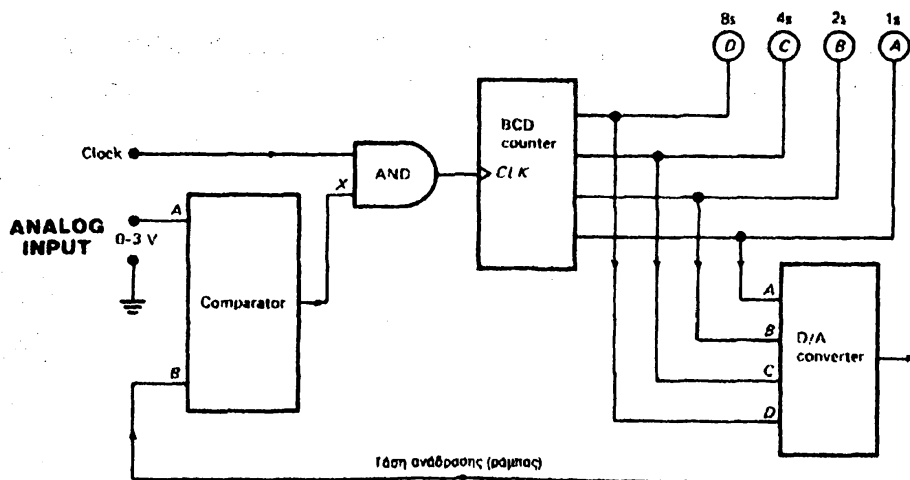 8s 4s 2s 1s
D C B A
BCD
counter
CLK
Clock
AND
X
A
ANALOG
INPUT
0-3 V
Comparator
B
A
B
C
D
D/A
converter
Τάση ανάδρασης (ράμπας)